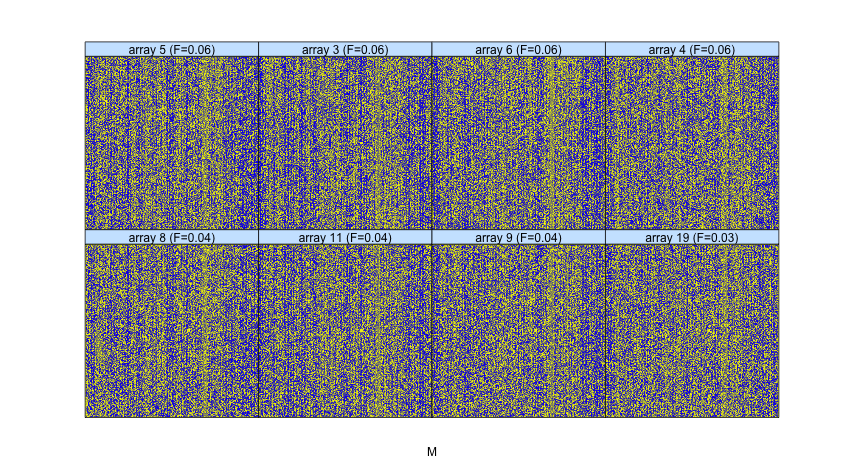 array 5 (F=0.06) array 3 (F=0.06) array 6 (F=0.06) array 4 (F=0.06)
array 8 (F=0.04) array 11 (F=0.04) array 9 (F=0.04) array 19 (F=0.03)
M